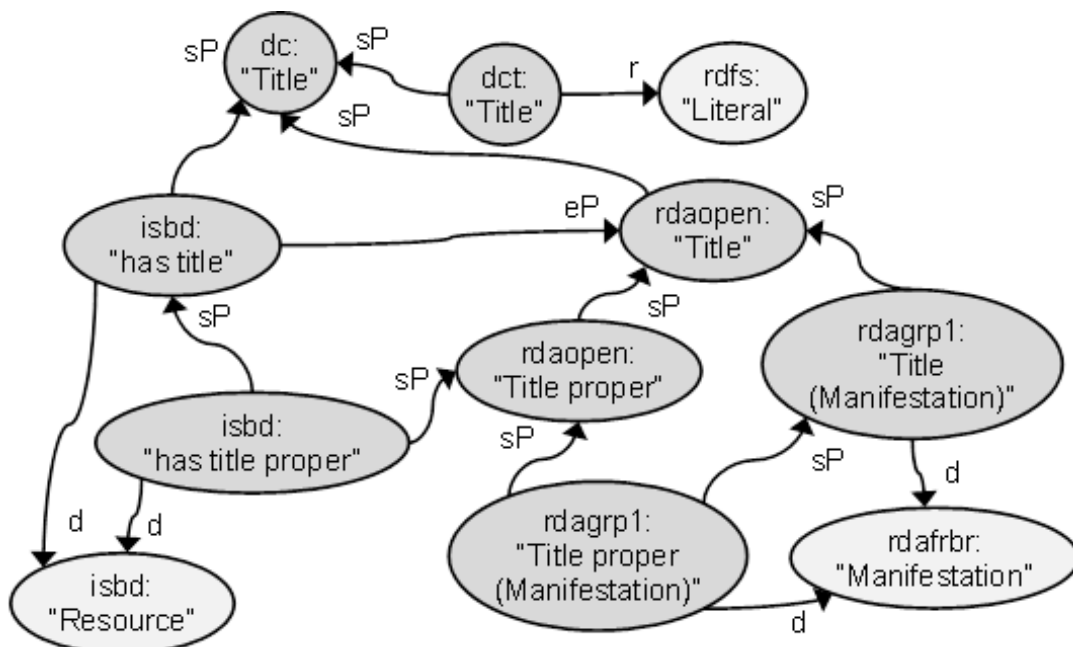 sP
dc:
"Title"
sP
dct:
"Title"
r
rdfs:
"Literal"
sP
isbd:
"has title"
eP
rdaopen:
"Title"
sP
sP
sP
rdaopen:
"Title proper"
rdagrp1:
"Title
(Manifestation)"
sP
isbd:
"has title proper"
sP
sP
d
d
rdagrp1:
"Title proper
(Manifestation)"
d
rdafrbr:
"Manifestation"
isbd:
"Resource"
d